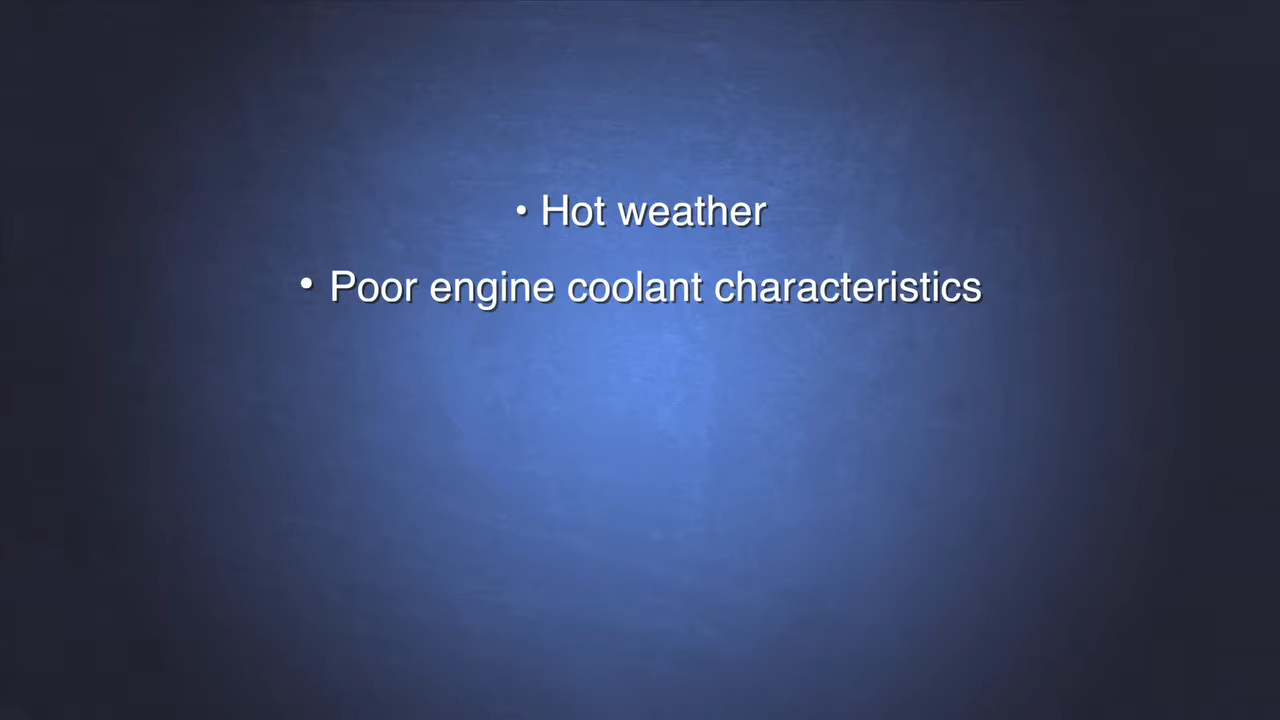 • Hot weather
• Poor engine coolant characteristics